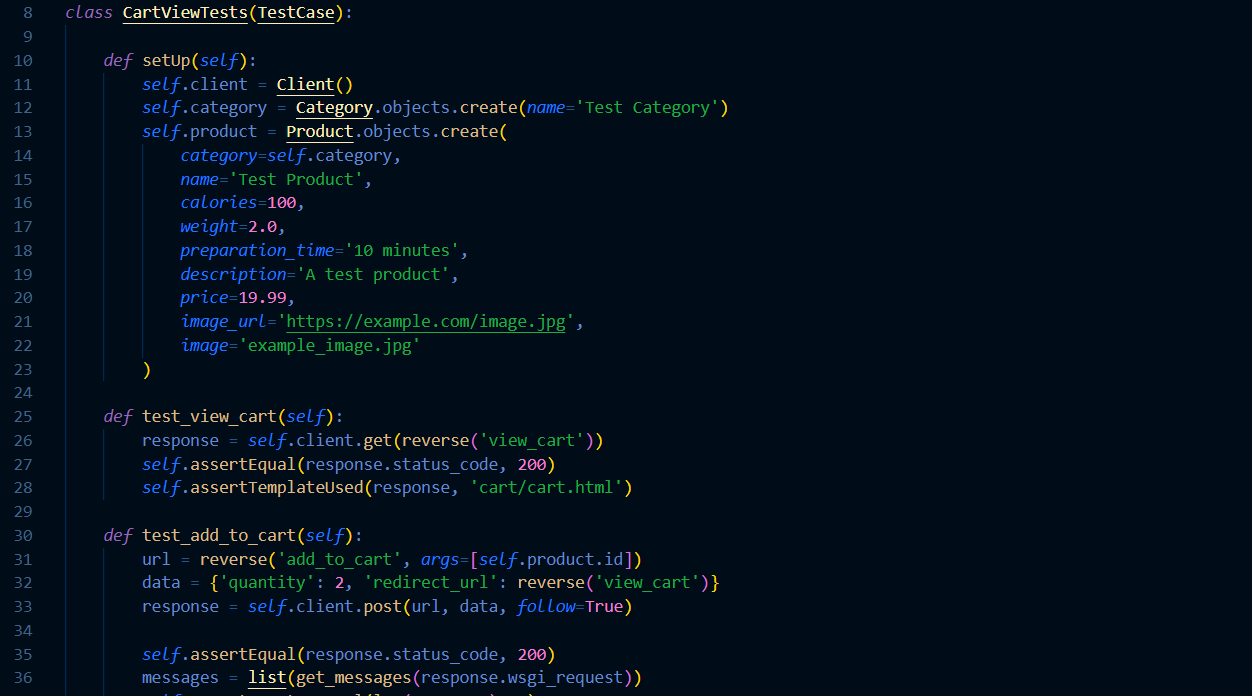 8 class CartViewTests(TestCase):
9
10 def setUp(self):
11 self.client = Client()
12 self.category = Category.objects.create(name='Test Category')
13 self.product = Product.objects.create(
14 category=self.category,
15 name='Test Product',
16 calories=100,
17 weight=2.0,
18 preparation_time='10 minutes',
19 description='A test product',
20 price=19.99,
21 image_url='https://example.com/image.jpg',
22 image='example_image.jpg'
23 )
24
25 def test_view_cart(self):
26 response = self.client.get(reverse('view_cart'))
27 self.assertEqual(response.status_code, 200)
28 self.assertTemplateUsed(response, 'cart/cart.html')
29
30 def test_add_to_cart(self):
31 url = reverse('add_to_cart', args=[self.product.id])
32 data = {'quantity': 2, 'redirect_url': reverse('view_cart')}
33 response = self.client.post(url, data, follow=True)
34
35 self.assertEqual(response.status_code, 200)
36 messages = list(get_messages(response.wsgi_request))